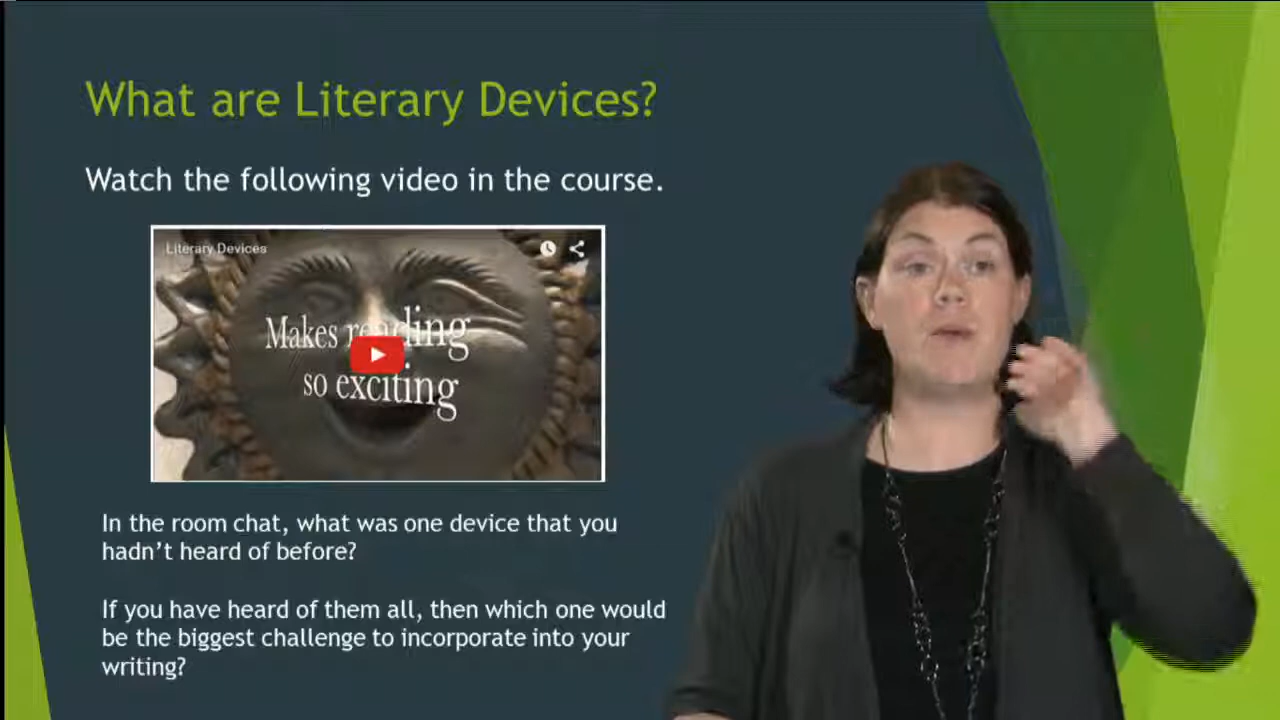 What are Literary Devices?
Watch the following video in the course.
Literary Devices
Makes reading
so exciting
In the room chat, what was one device that you
hadn't heard of before?
If you have heard of them all, then which one would
be the biggest challenge to incorporate into your
writing?